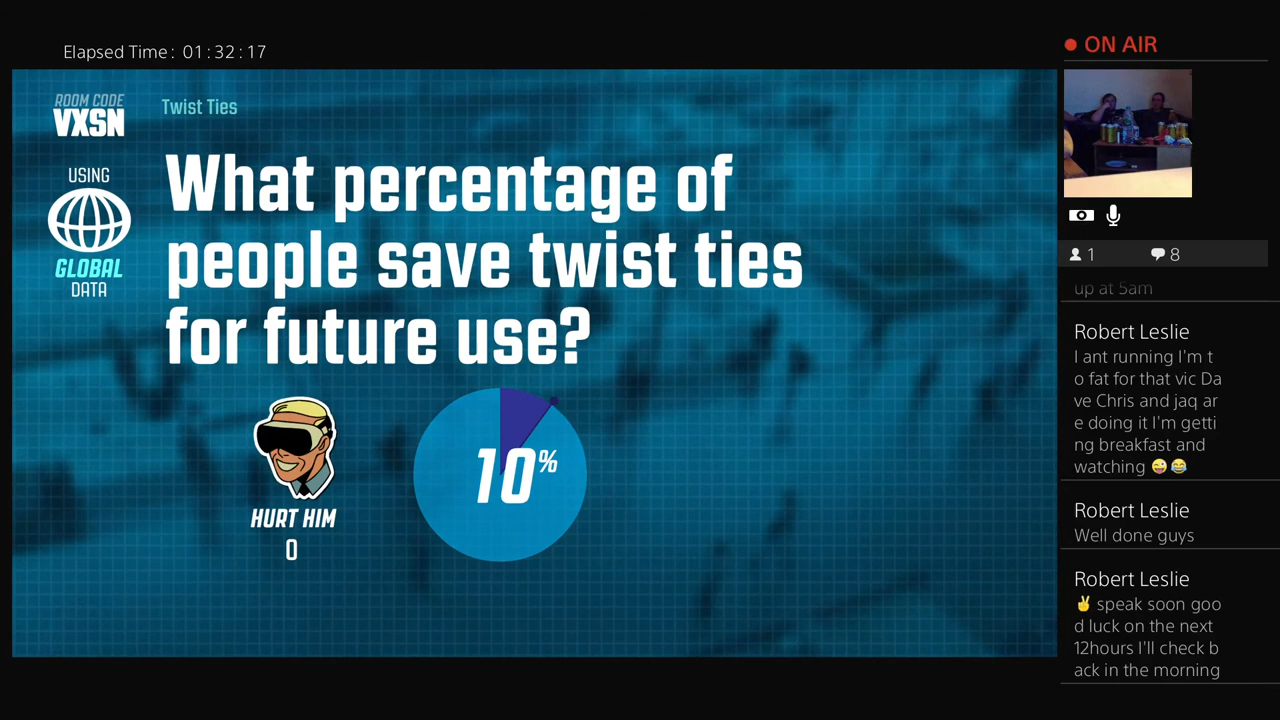 Elapsed Time: 01:32:17
ROOM CODE
VXSN
Twist Ties
USING
GLOBAL
DATA
What percentage of
people save twist ties
for future use?
10%
HURT HIM
0
ON AIR
1
8
up at 5am
Robert Leslie
I ant running I'm t
o fat for that vic Da
ve Chris and jaq ar
e doing it I'm getti
ng breakfast and
watching 😜😂
Robert Leslie
Well done guys
Robert Leslie
✌ speak soon goo
d luck on the next
12hours I'll check b
ack in the morning